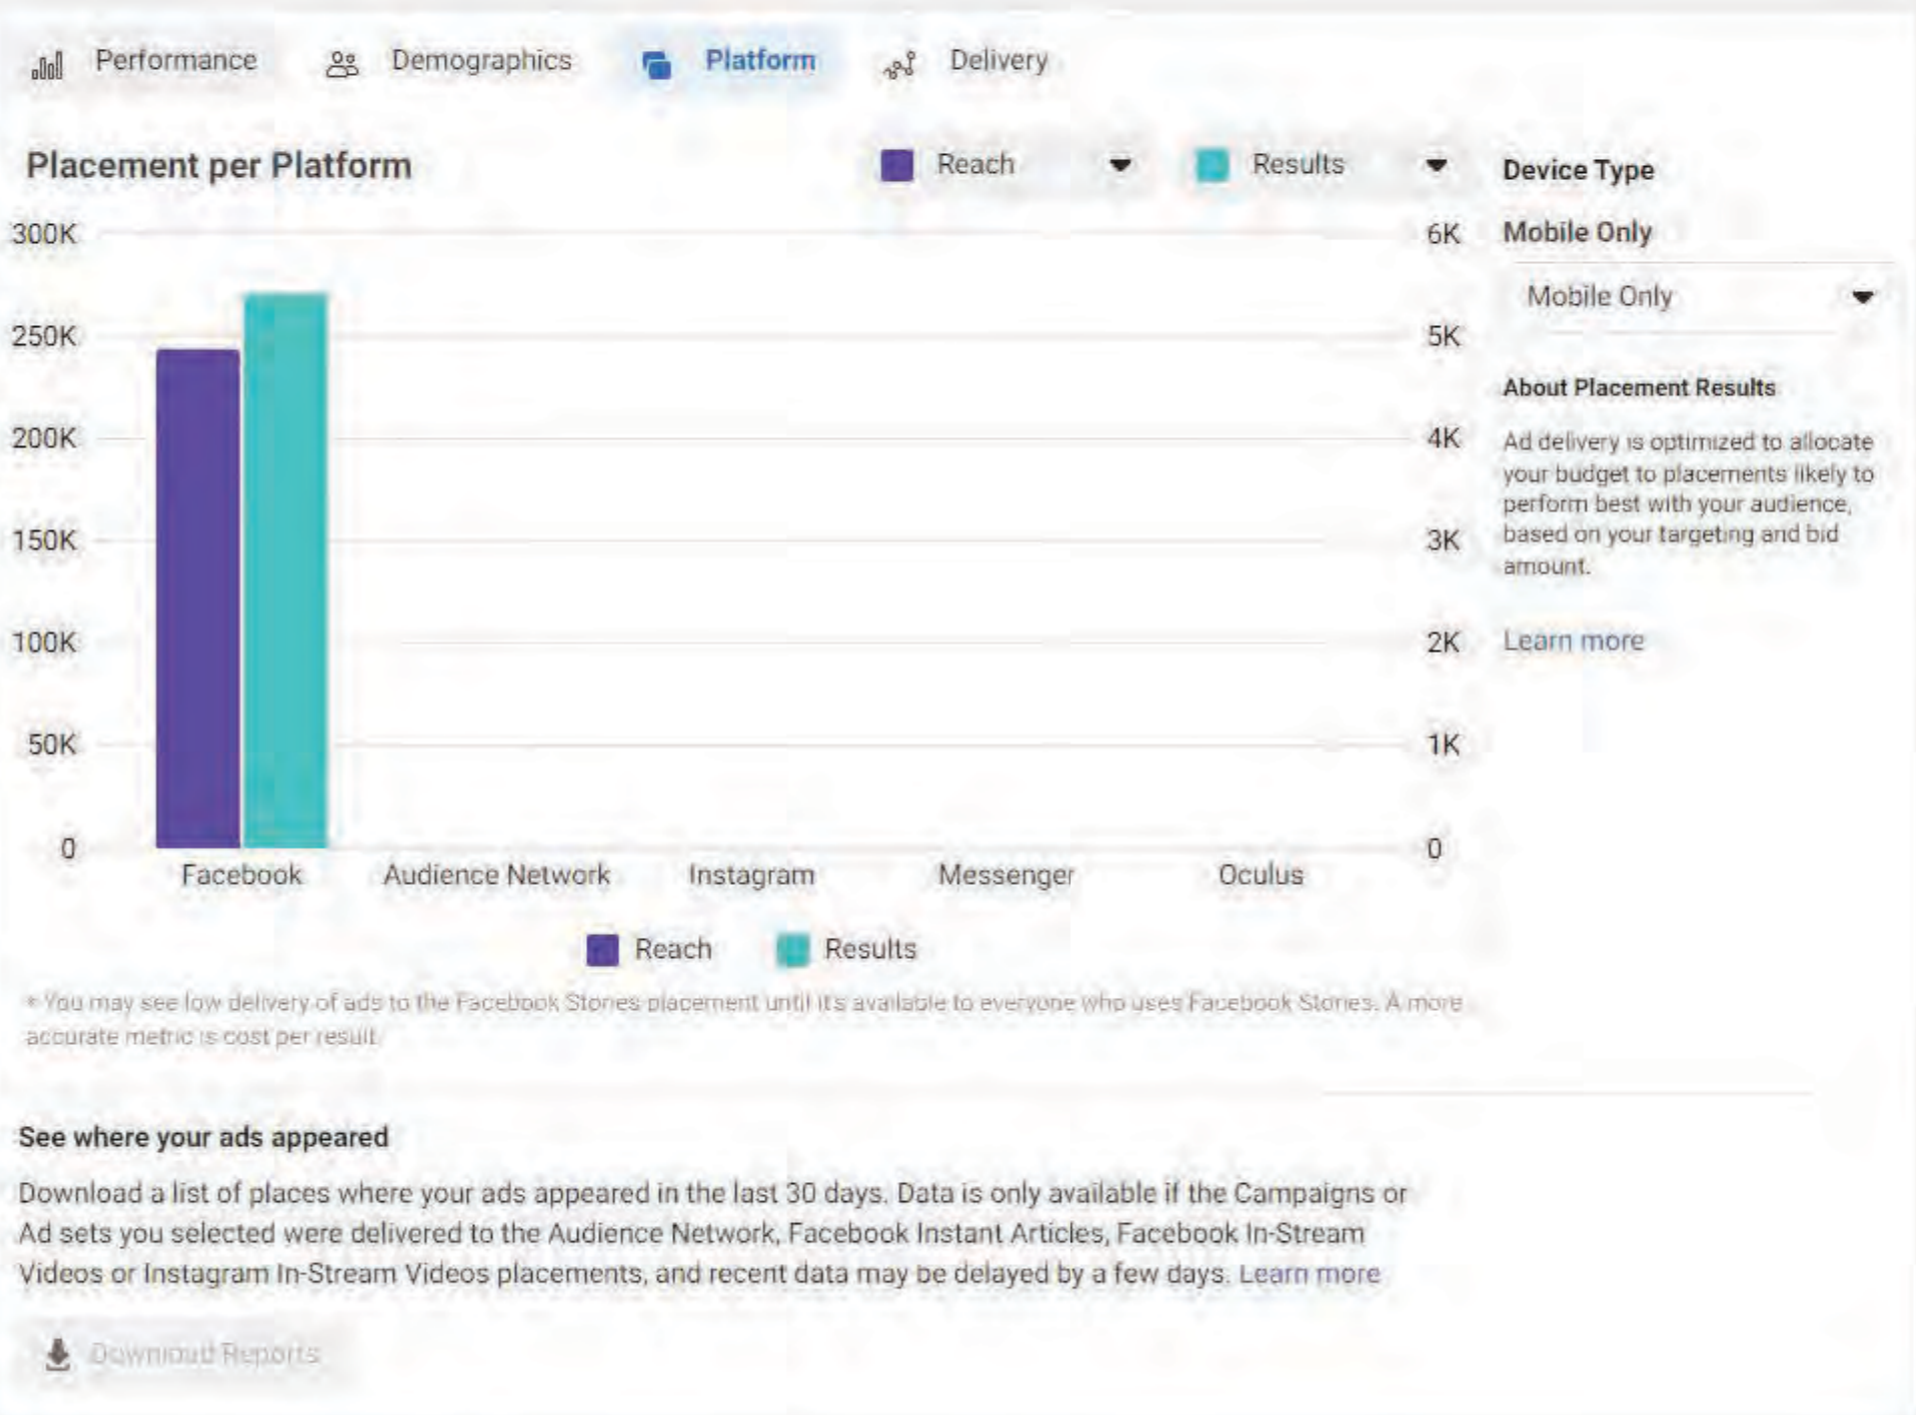 Performance Demographics Platform Delivery
Placement per Platform
Reach Results
300K
250K
200K
150K
100K
50K
0
6K
5K
4K
3K
2K
1K
0
Facebook Audience Network Instagram Messenger Oculus
Reach Results
* You may see low delivery of ads to the Facebook Stories placement until it's available to everyone who uses Facebook Stories. A more
accurate metric is cost per result.
Device Type
Mobile Only
Mobile Only
About Placement Results
Ad delivery is optimized to allocate
your budget to placements likely to
perform best with your audience,
based on your targeting and bid
amount.
Learn more
See where your ads appeared
Download a list of places where your ads appeared in the last 30 days. Data is only available if the Campaigns or
Ad sets you selected were delivered to the Audience Network, Facebook Instant Articles, Facebook In-Stream
Videos or Instagram In-Stream Videos placements, and recent data may be delayed by a few days. Learn more
Download Reports